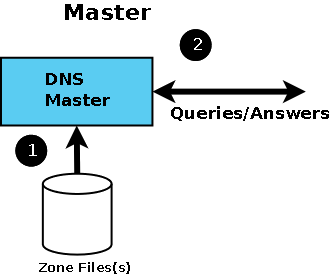 Master
2
DNS
Master
Queries/Answers
1
Zone Files(s)